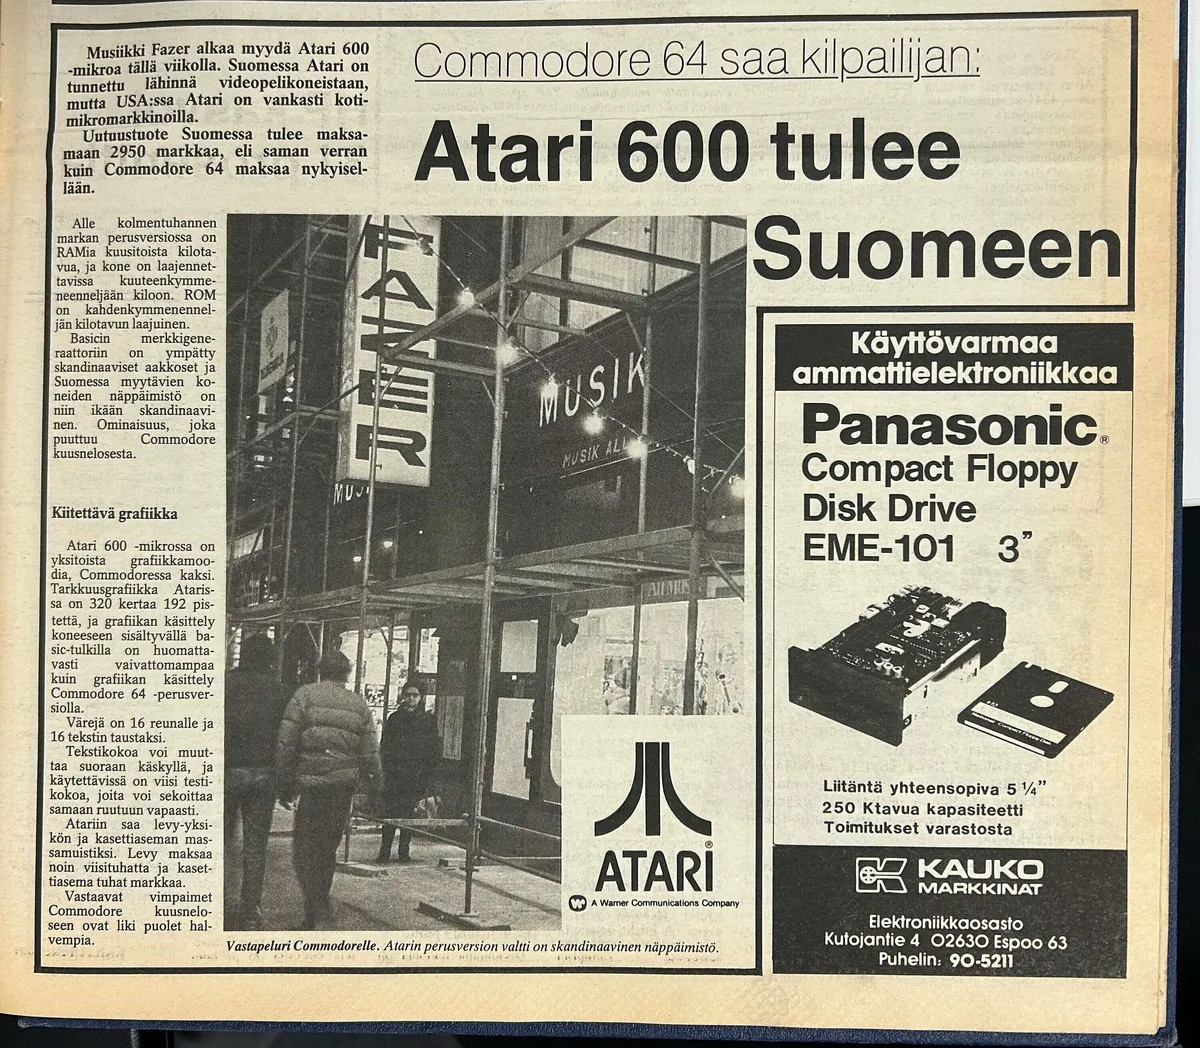 Musiikki Fazer alkaa myydä Atari 600
-mikroa tällä viikolla. Suomessa Atari on
tunnettu lähinnä videopelikoneistaan,
mutta USA:ssa Atari on vankasti koti-
mikromarkkinoilla.
Uutuustuote Suomessa tulee maksa-
maan 2950 markkaa, eli saman verran
kuin Commodore 64 maksaa nykyisel-
lään.
Commodore 64 saa kilpailijan:
Atari 600 tulee
Suomeen
Alle kolmentuhannen
markan perusversiossa on
RAMia kuusitoista kilota-
vua, ja kone on laajennet-
tavissa kuuteenkymme-
neenneljään kiloon. ROM
on kahdenkymmenennel-
jän kilotavun laajuinen.
Basicin merkkigene-
raattoriin on ympätty
skandinaaviset aakkoset ja
Suomessa myytävien ko-
neiden näppäimistö on
niin ikään skandinaavi-
nen. Ominaisuus, joka
puuttuu Commodore
kuusnelosesta.
Kiitettävä grafiikka
Atari 600 -mikrossa on
yksitoista grafiikkamoo-
dia, Commodoressa kaksi.
Tarkkuusgrafiikka Ataris-
sa on 320 kertaa 192 pis-
tettä, ja grafiikan käsittely
koneeseen sisältyvällä ba-
sic-tulkilla on huomatta-
vasti vaivattomampaa
kuin grafiikan käsittely
Commodore 64 -perusver-
siolla.
Värejä on 16 reunalle ja
16 tekstin taustaksi.
Tekstikokoa voi muut-
taa suoraan käskyllä, ja
käytettävissä on viisi testi-
kokoa, joita voi sekoittaa
samaan ruutuun vapaasti.
Atariin saa levy-yksi-
kön ja kasettiaseman mas-
samuistiksi. Levy maksaa
noin viisituhatta ja kaset-
tiasema tuhat markkaa.
Vastaavat vimpaimet
Commodore kuusnelo-
seen ovat liki puolet hal-
vempia.
FAZER
MUSIK
MUSIK
ATARI®
A Warner Communications Company
Vastapeluri Commodorelle. Atarin perusversion valtti on skandinaavinen näppäimistö.
Käyttövarmaa
ammattielektroniikkaa
Panasonic®
Compact Floppy
Disk Drive
EME-101 3”
Compact Floppy Disk
Liitäntä yhteensopiva 5 ¼”
250 Ktavua kapasiteetti
Toimitukset varastosta
KAUKO
MARKKINAT
Elektroniikkaosasto
Kutojantie 4 02630 Espoo 63
Puhelin: 90-5211